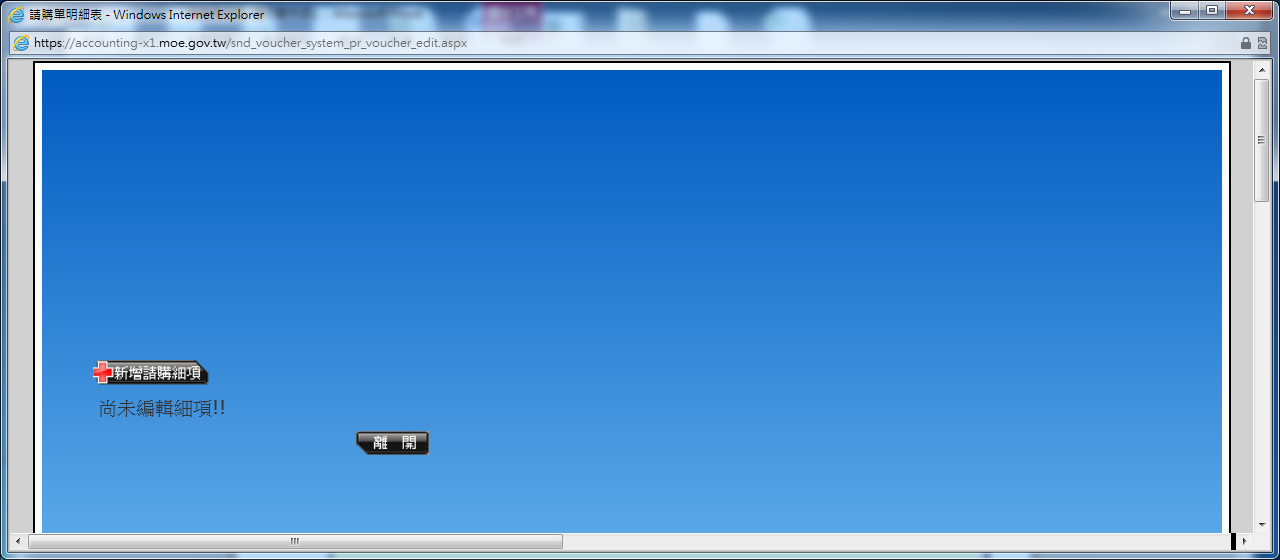 請購單明細表 - Windows Internet Explorer
https://accounting-x1.moe.gov.tw/snd_voucher_system_pr_voucher_edit.aspx
新增請購細項
尚未編輯細項!!
離 開